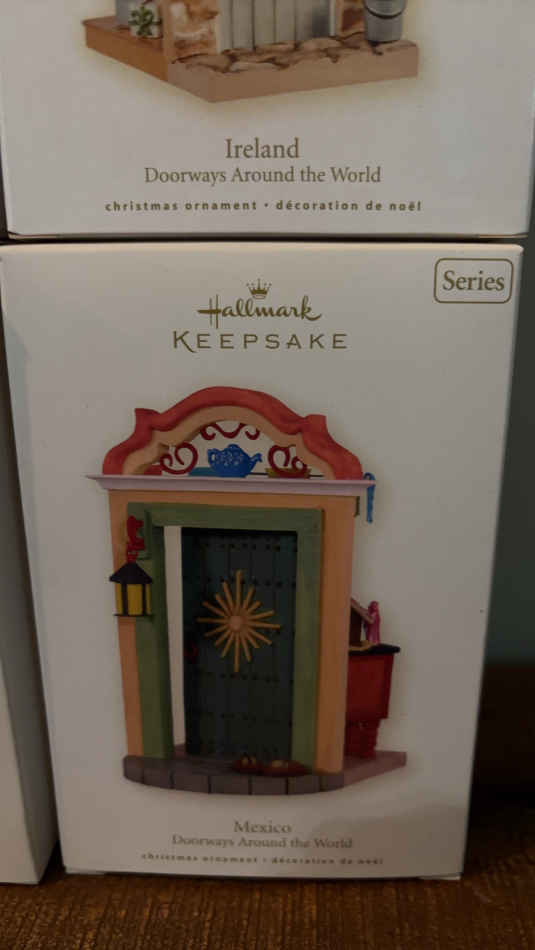 Ireland
Doorways Around the World
christmas ornament • décoration de noël
Series
Hallmark
KEEPSAKE
Mexico
Doorways Around the World
christmas ornament • décoration de noël